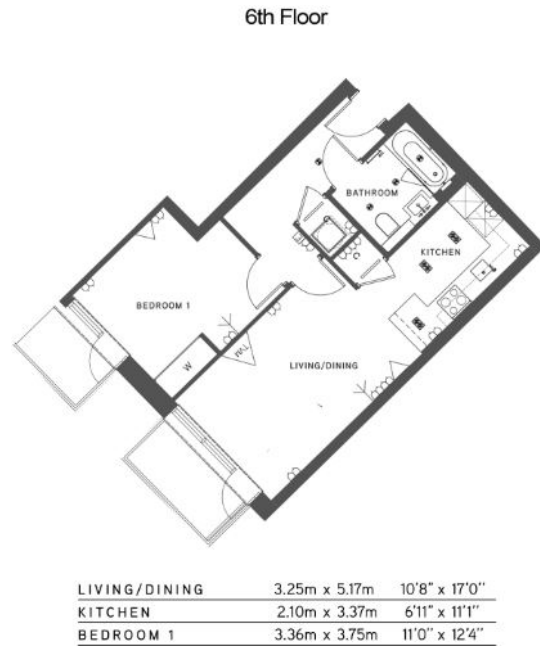 6th Floor
BATHROOM
KITCHEN
BEDROOM 1
LIVING/DINING
W
TV/M
C
LIVING/DINING 3.25m x 5.17m 10'8" x 17'0"
KITCHEN 2.10m x 3.37m 6'11" x 11'1"
BEDROOM 1 3.36m x 3.75m 11'0" x 12'4"